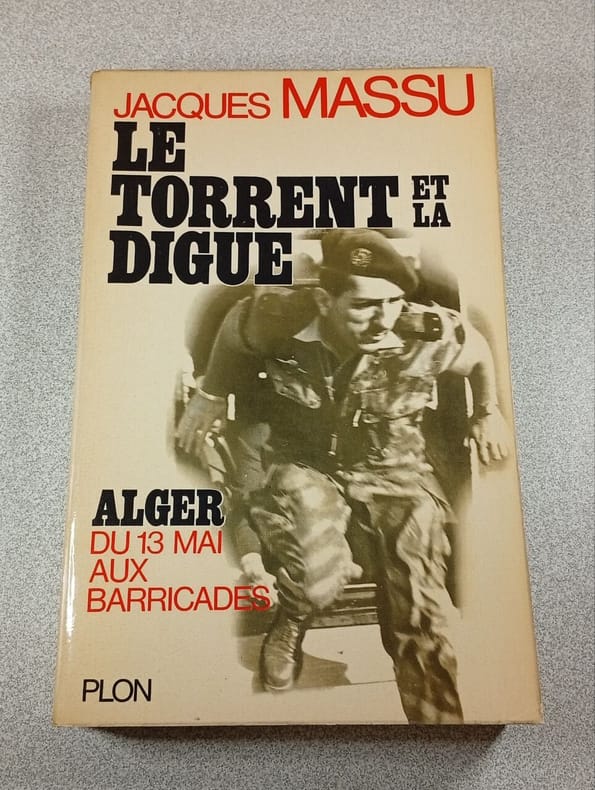 JACQUES MASSU
LE
TORRENT ET LA
DIGUE
ALGER
DU 13 MAI
AUX
BARRICADES
PLON